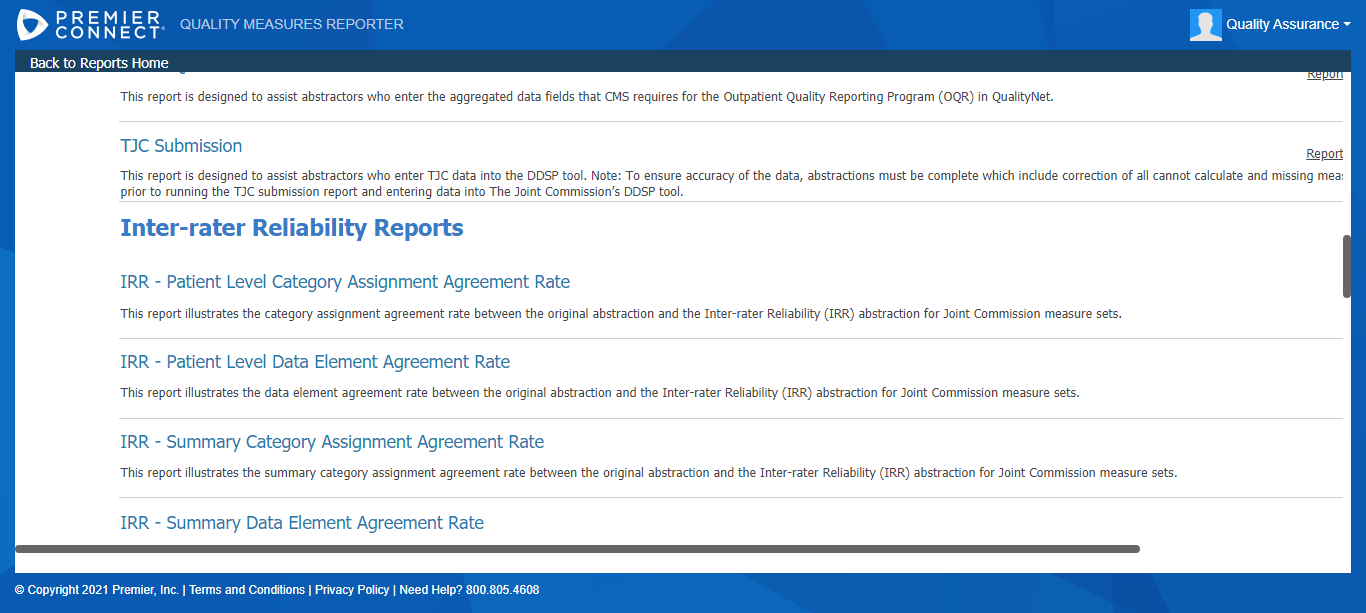 PREMIER
CONNECT
QUALITY MEASURES REPORTER
Quality Assurance
Back to Reports Home
Report
This report is designed to assist abstractors who enter the aggregated data fields that CMS requires for the Outpatient Quality Reporting Program (OQR) in QualityNet.
TJC Submission
Report
This report is designed to assist abstractors who enter TJC data into the DDSP tool. Note: To ensure accuracy of the data, abstractions must be complete which include correction of all cannot calculate and missing
prior to running the TJC submission report and entering data into The Joint Commission's DDSP tool.
Inter-rater Reliability Reports
IRR - Patient Level Category Assignment Agreement Rate
This report illustrates the category assignment agreement rate between the original abstraction and the Inter-rater Reliability (IRR) abstraction for Joint Commission measure sets.
IRR - Patient Level Data Element Agreement Rate
This report illustrates the data element agreement rate between the original abstraction and the Inter-rater Reliability (IRR) abstraction for Joint Commission measure sets.
IRR - Summary Category Assignment Agreement Rate
This report illustrates the summary category assignment agreement rate between the original abstraction and the Inter-rater Reliability (IRR) abstraction for Joint Commission measure sets.
IRR - Summary Data Element Agreement Rate
© Copyright 2021 Premier, Inc. | Terms and Conditions | Privacy Policy | Need Help? 800.805.4608